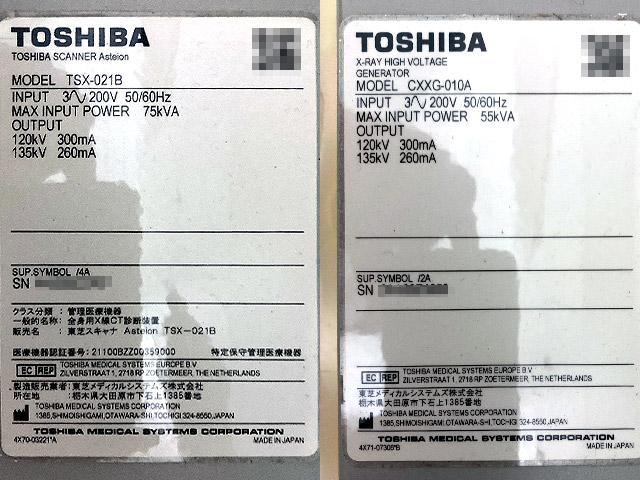 TOSHIBA
TOSHIBA SCANNER Asteion
MODEL TSX-021B
INPUT 3∿200V 50/60Hz
MAX INPUT POWER 75kVA
OUTPUT
120kV 300mA
135kV 260mA
SUP.SYMBOL /4A
SN
クラス分類 : 管理医療機器
一般的名称 : 全身用X線CT診断装置
販売名 : 東芝スキャナ Asteion TSX-021B
医療機器認証番号 : 21100BZZ00359000 特定保守管理医療機器
EC REP TOSHIBA MEDICAL SYSTEMS EUROPE B.V
ZILVERSTRAAT 1, 2718 RP ZOETERMEER, THE NETHERLANDS
製造販売業者 : 東芝メディカルシステムズ株式会社
所在地 : 栃木県大田原市下石上1385番地
TOSHIBA MEDICAL SYSTEMS CORPORATION
1385,SHIMOISHIGAMI,OTAWARA-SHI,TOCHIGI 324-8550,JAPAN
TOSHIBA MEDICAL SYSTEMS CORPORATION
4X70-03221*A MADE IN JAPAN
TOSHIBA
X-RAY HIGH VOLTAGE
GENERATOR
MODEL CXXG-010A
INPUT 3∿200V 50/60Hz
MAX INPUT POWER 55kVA
OUTPUT
120kV 300mA
135kV 260mA
SUP.SYMBOL /2A
SN
EC REP TOSHIBA MEDICAL SYSTEMS EUROPE B.V
ZILVERSTRAAT 1, 2718 RP ZOETERMEER, THE NETHERLANDS
東芝メディカルシステムズ株式会社
栃木県大田原市下石上1385番地
TOSHIBA MEDICAL SYSTEMS CORPORATION
1385,SHIMOISHIGAMI,OTAWARA-SHI,TOCHIGI 324-8550,JAPAN
TOSHIBA MEDICAL SYSTEMS CORPORATION
4X71-07305*B MADE IN JAPAN